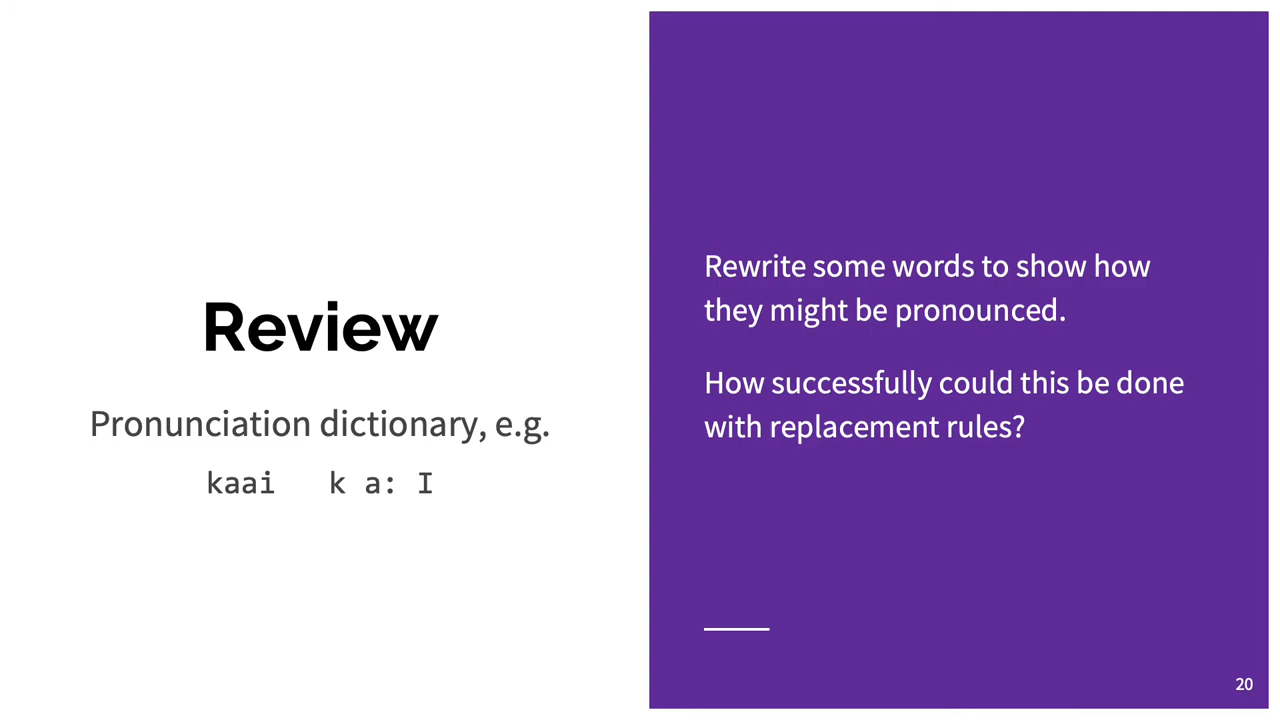 Review
Pronunciation dictionary, e.g.
kaai   k a: I
Rewrite some words to show how
they might be pronounced.
How successfully could this be done
with replacement rules?
20